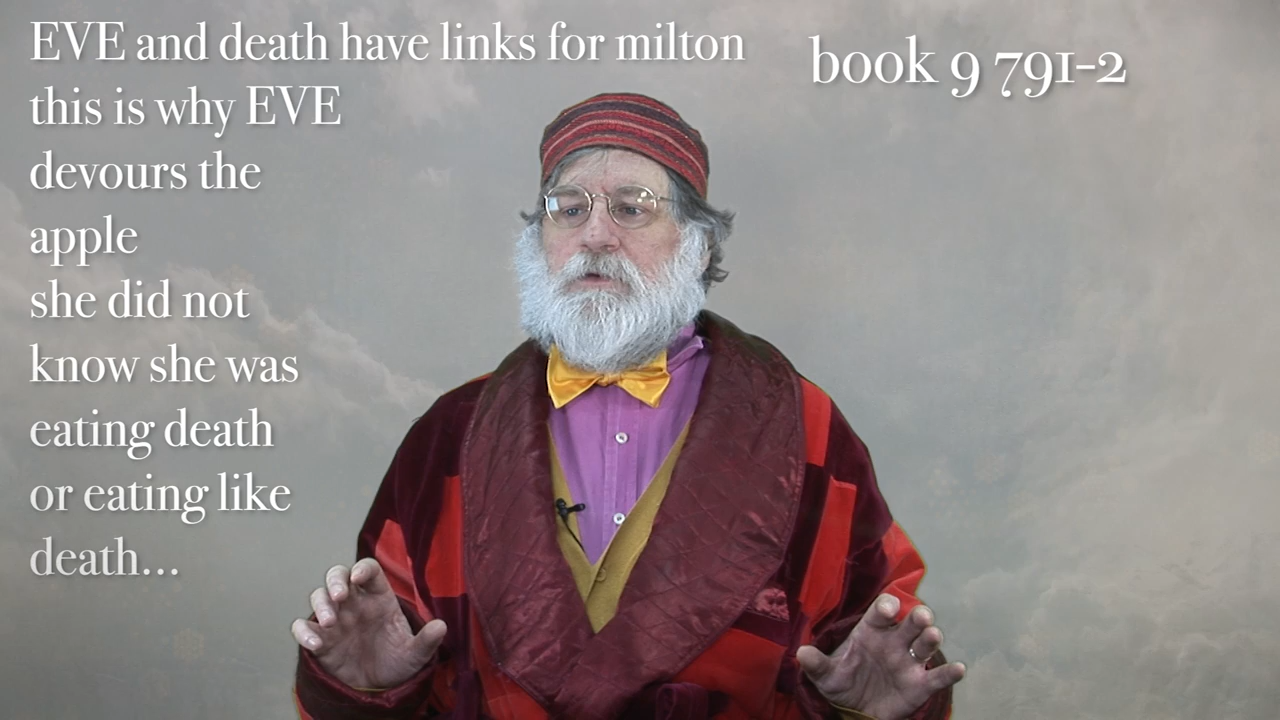 EVE and death have links for milton
this is why EVE
devours the
apple
she did not
know she was
eating death
or eating like
death...
book 9 791-2